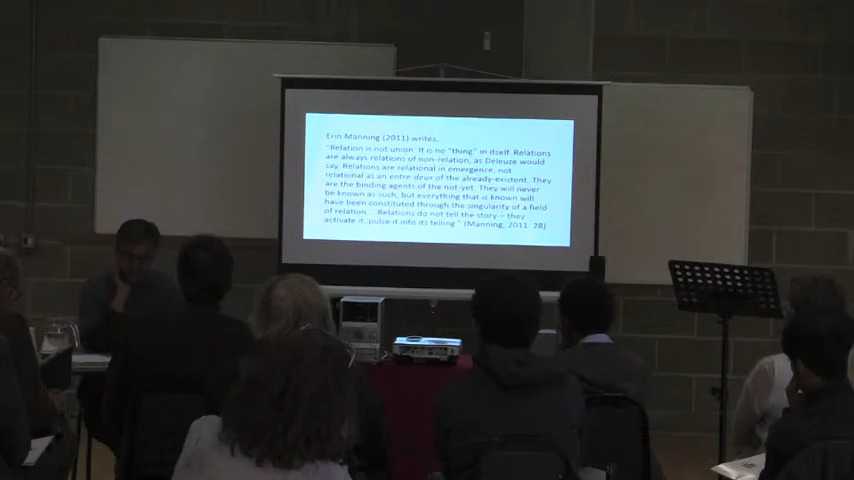 Erin Manning (2011) writes,
"Relation is not union. It is no "thing" in itself. Relations
are always relations of non-relation, as Deleuze would
say. Relations are relational in emergence, not
relational as an entre-deux of the already-existent. They
are the binding agents of the not-yet. They will never
be known as such, but everything that is known will
have been constituted through the singularity of a field
of relation ... Relations do not tell the story – they
activate it, pulse it into its telling." (Manning, 2011: 28)